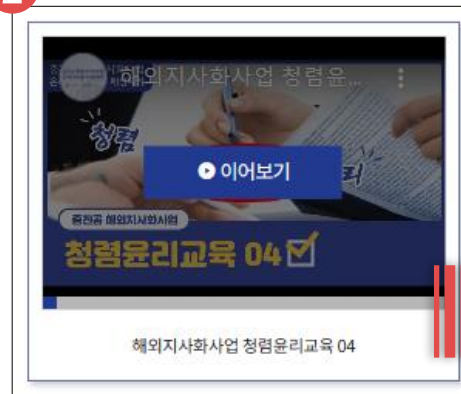 해외지사화사업 청렴윤...
청렴
이어보기
리
중진공 해외지사화사업
청렴윤리교육 04
해외지사화사업 청렴윤리교육 04